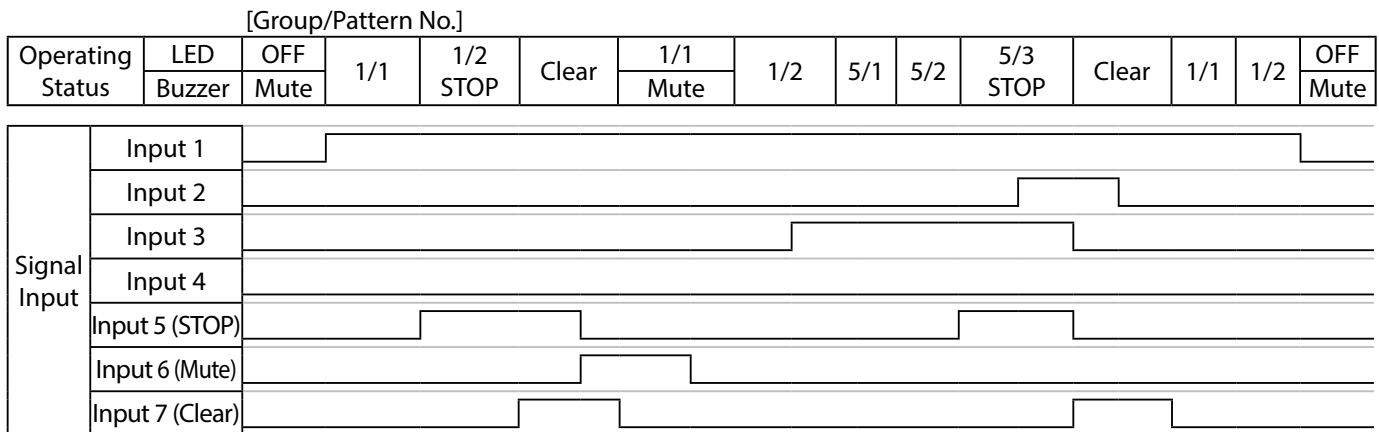 [Group/Pattern No.]
Operating Status LED OFF 1/1 1/2 STOP Clear 1/1 1/2 5/1 5/2 5/3 STOP Clear 1/1 1/2 OFF
Buzzer Mute Mute Mute
Signal Input
Input 1
Input 2
Input 3
Input 4
Input 5 (STOP)
Input 6 (Mute)
Input 7 (Clear)